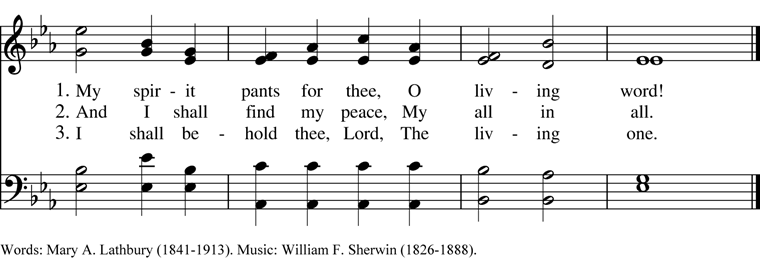 1. My spir - it pants for thee, O liv - ing word!
2. And I shall find my peace, My all in all.
3. I shall be - hold thee, Lord, The liv - ing one.
Words: Mary A. Lathbury (1841-1913). Music: William F. Sherwin (1826-1888).